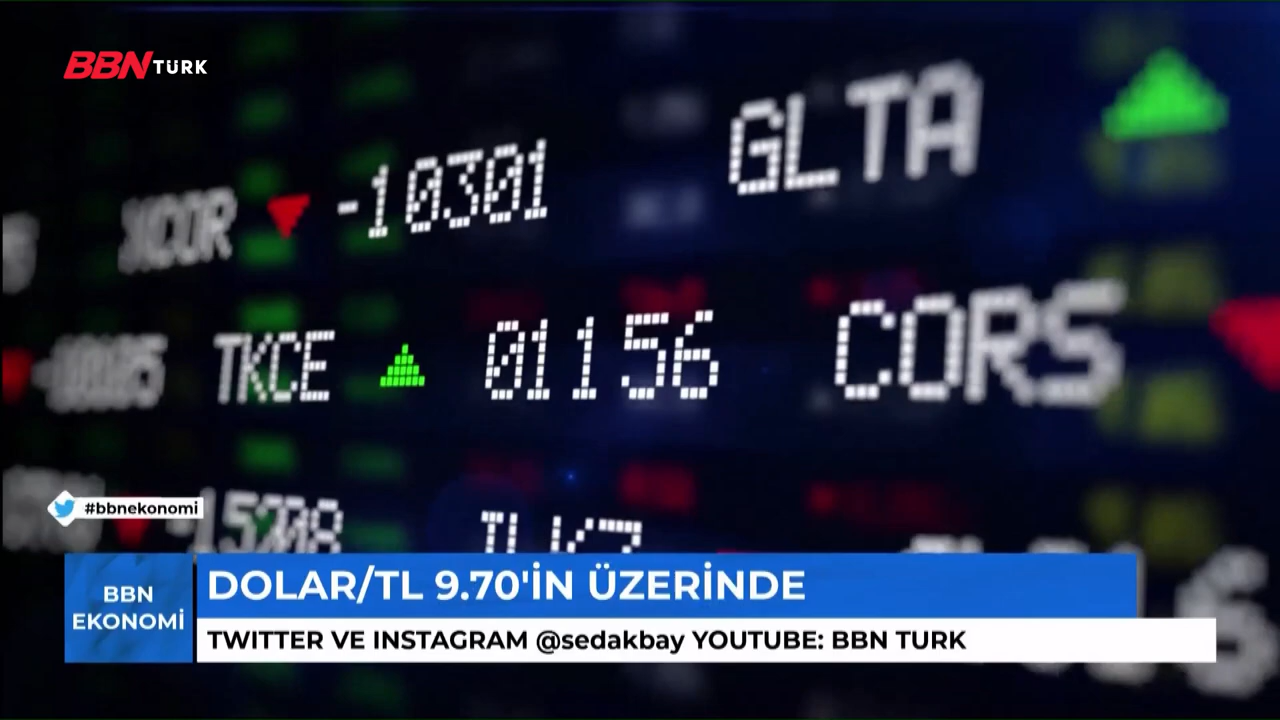 BBN TÜRK
GLTA
XCOR -10301
TKCE 01156 CORS
#bbnekonomi
BBN
EKONOMİ
DOLAR/TL 9.70'İN ÜZERİNDE
TWITTER VE INSTAGRAM @sedakbay YOUTUBE: BBN TURK